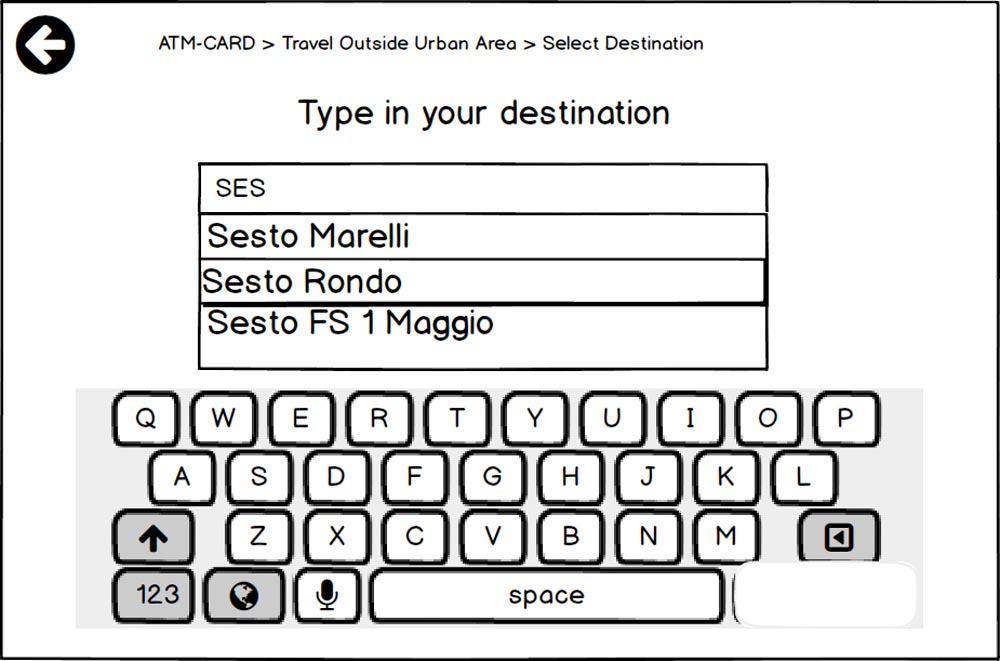 ATM-CARD > Travel Outside Urban Area > Select Destination
Type in your destination
SES
Sesto Marelli
Sesto Rondo
Sesto FS 1 Maggio
Q W E R T Y U I O P
A S D F G H J K L
Z X C V B N M
123 space